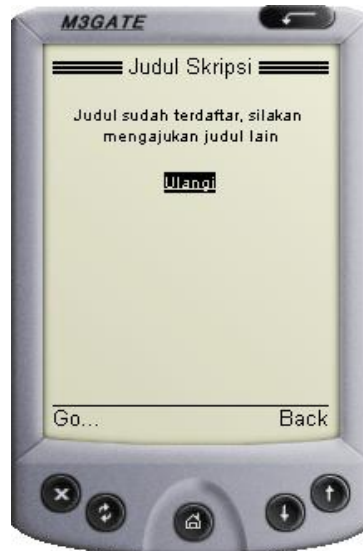 M3GATE
Judul Skripsi
Judul sudah terdaftar, silakan
mengajukan judul lain
Ulangi
Go... Back